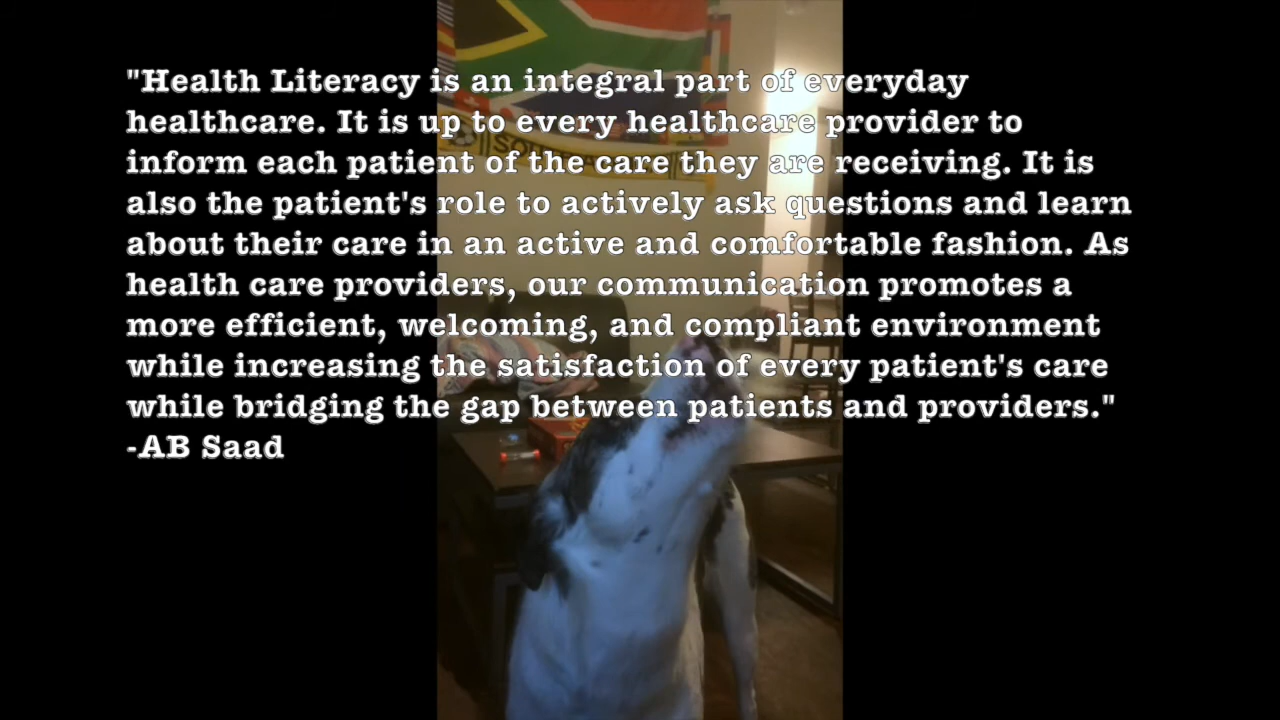 "Health Literacy is an integral part of everyday
healthcare. It is up to every healthcare provider to
inform each patient of the care they are receiving. It is
also the patient's role to actively ask questions and learn
about their care in an active and comfortable fashion. As
health care providers, our communication promotes a
more efficient, welcoming, and compliant environment
while increasing the satisfaction of every patient's care
while bridging the gap between patients and providers."
-AB Saad